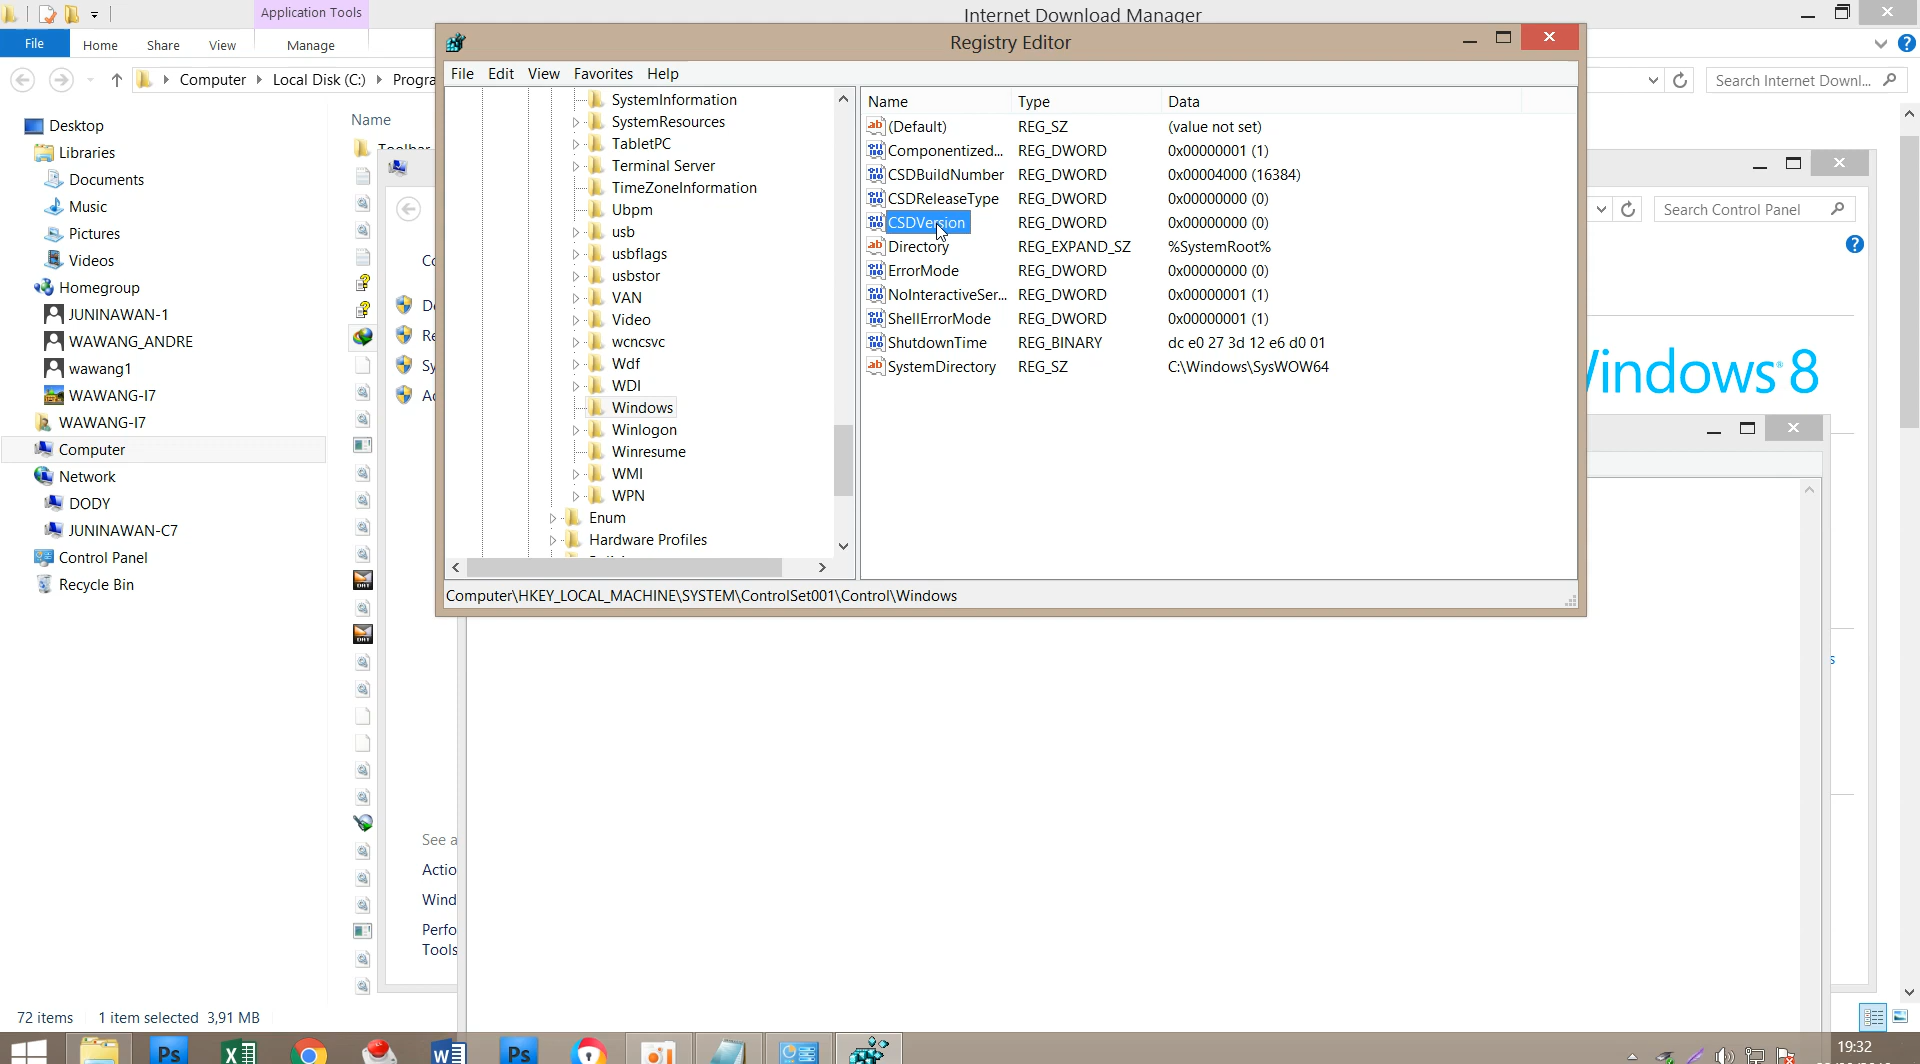 Application Tools
Internet Download Manager
File
Home
Share
View
Manage
Computer
Local Disk (C:)
Progra
Search Internet Downl...
Desktop
Libraries
Documents
Music
Pictures
Videos
Homegroup
JUNINAWAN-1
WAWANG_ANDRE
wawang1
WAWANG-I7
WAWANG-I7
Computer
Network
DODY
JUNINAWAN-C7
Control Panel
Recycle Bin
Name
Registry Editor
File Edit View Favorites Help
SystemInformation
SystemResources
TabletPC
Terminal Server
TimeZoneInformation
Ubpm
usb
usbflags
usbstor
VAN
Video
wcncsvc
Wdf
WDI
Windows
Winlogon
Winresume
WMI
WPN
Enum
Hardware Profiles
Name Type Data
(Default) REG_SZ (value not set)
Componentized... REG_DWORD 0x00000001 (1)
CSDBuildNumber REG_DWORD 0x00004000 (16384)
CSDReleaseType REG_DWORD 0x00000000 (0)
CSDVersion REG_DWORD 0x00000000 (0)
Directory REG_EXPAND_SZ %SystemRoot%
ErrorMode REG_DWORD 0x00000000 (0)
NoInteractiveSer... REG_DWORD 0x00000001 (1)
ShellErrorMode REG_DWORD 0x00000001 (1)
ShutdownTime REG_BINARY dc e0 27 3d 12 e6 d0 01
SystemDirectory REG_SZ C:\Windows\SysWOW64
Computer\HKEY_LOCAL_MACHINE\SYSTEM\ControlSet001\Control\Windows
Search Control Panel
indows 8
See a
Actio
Wind
Perfo
Tools
72 items 1 item selected 3,91 MB
19:32